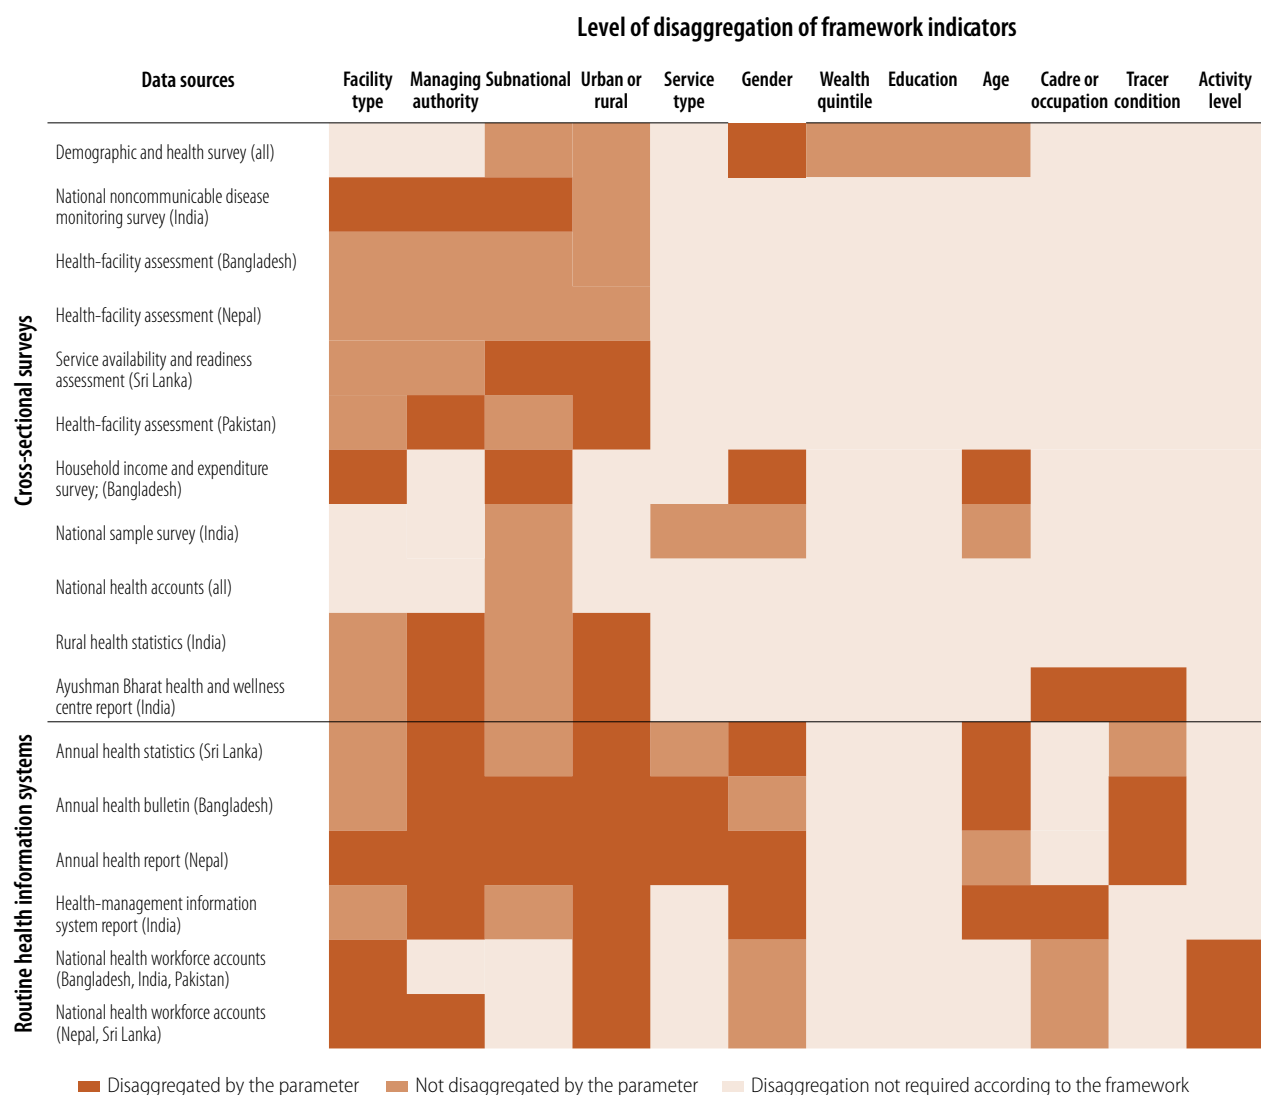 Level of disaggregation of framework indicators
Data sources
Facility type
Managing authority
Subnational
Urban or rural
Service type
Gender
Wealth quintile
Education
Age
Cadre or occupation
Tracer condition
Activity level
Cross-sectional surveys
Demographic and health survey (all)
National noncommunicable disease
monitoring survey (India)
Health-facility assessment (Bangladesh)
Health-facility assessment (Nepal)
Service availability and readiness
assessment (Sri Lanka)
Health-facility assessment (Pakistan)
Household income and expenditure
survey; (Bangladesh)
National sample survey (India)
National health accounts (all)
Rural health statistics (India)
Ayushman Bharat health and wellness
centre report (India)
Routine health information systems
Annual health statistics (Sri Lanka)
Annual health bulletin (Bangladesh)
Annual health report (Nepal)
Health-management information
system report (India)
National health workforce accounts
(Bangladesh, India, Pakistan)
National health workforce accounts
(Nepal, Sri Lanka)
Disaggregated by the parameter
Not disaggregated by the parameter
Disaggregation not required according to the framework